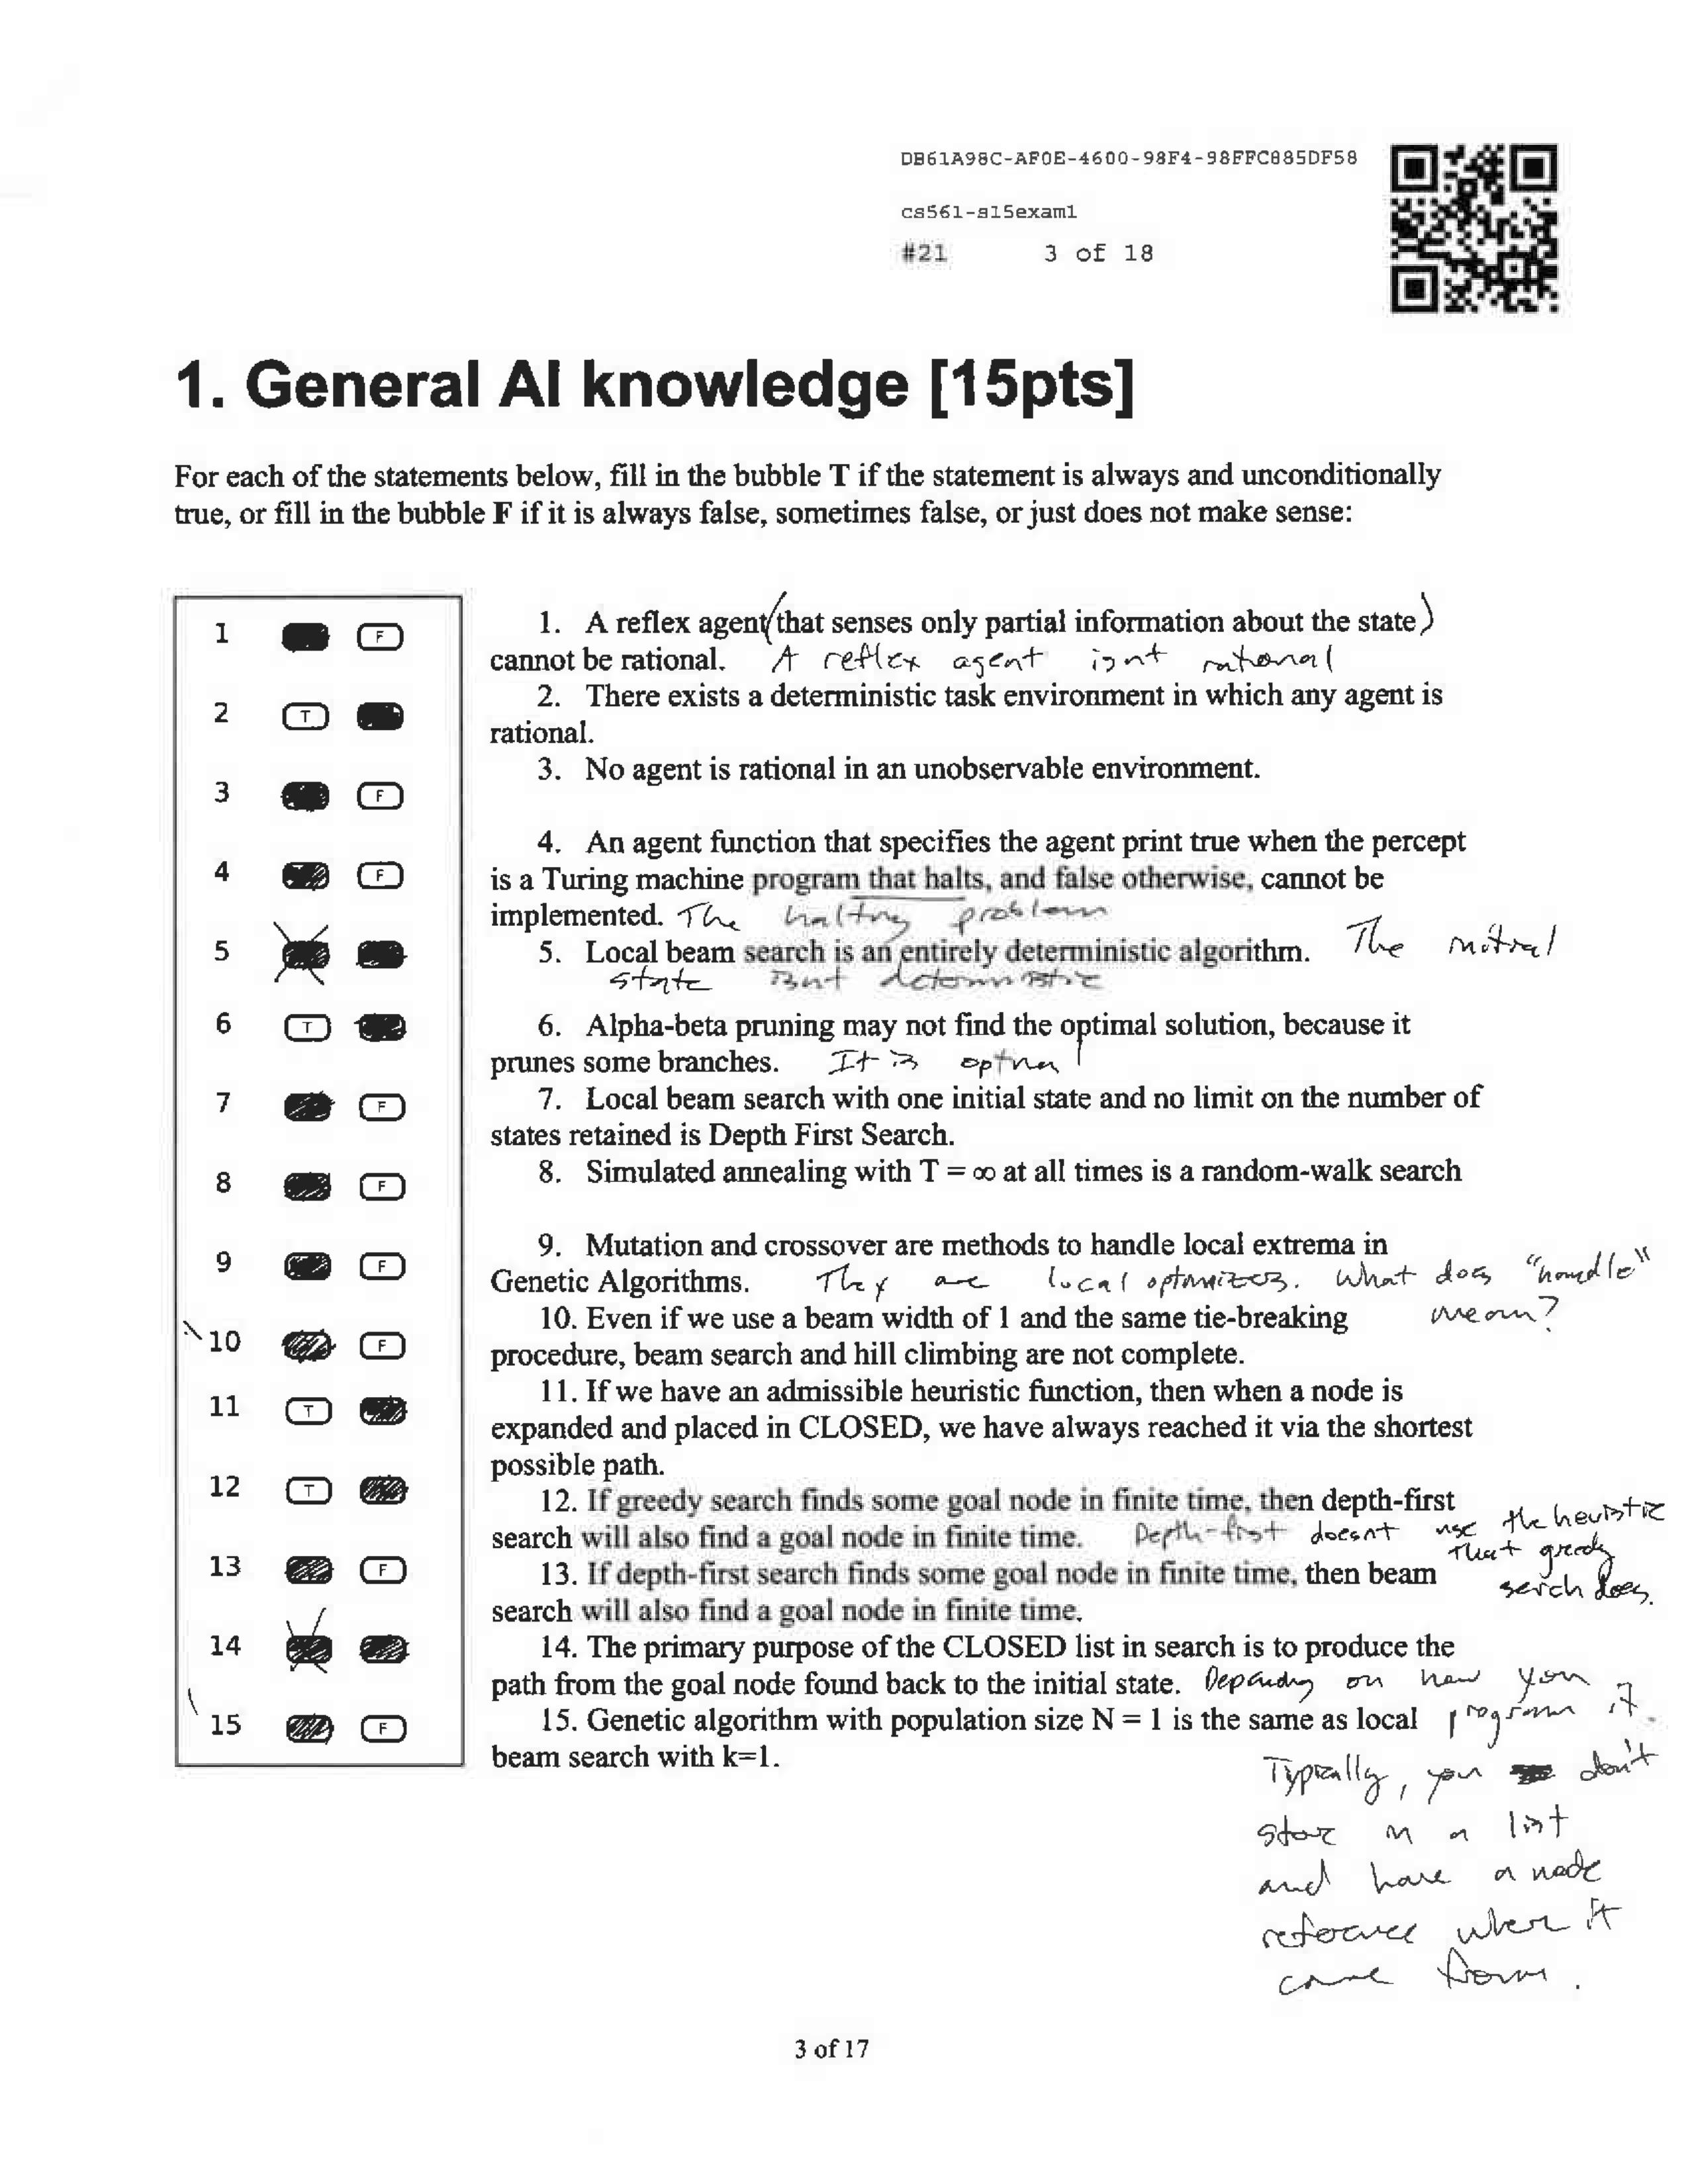 DB61A98C-AF0E-4600-98F4-98FFC885DF58
cs561-s15exam1
#21 3 of 18
1. General AI knowledge [15pts]
For each of the statements below, fill in the bubble T if the statement is always and unconditionally
true, or fill in the bubble F if it is always false, sometimes false, or just does not make sense:
1 F
2 T
3 F
4 F
5
6 T
7 F
8 F
9 F
10 F
11 T
12 T
13 F
14
15 F
1. A reflex agent (that senses only partial information about the state)
cannot be rational. A reflex agent isnt rational
2. There exists a deterministic task environment in which any agent is
rational.
3. No agent is rational in an unobservable environment.
4. An agent function that specifies the agent print true when the percept
is a Turing machine program that halts, and false otherwise, cannot be
implemented. The halting problem
5. Local beam search is an entirely deterministic algorithm. The initial
state isnt deterministic
6. Alpha-beta pruning may not find the optimal solution, because it
prunes some branches. It is optimal
7. Local beam search with one initial state and no limit on the number of
states retained is Depth First Search.
8. Simulated annealing with T = ∞ at all times is a random-walk search
9. Mutation and crossover are methods to handle local extrema in
Genetic Algorithms. They are local optimizers. What does "handle"
mean?
10. Even if we use a beam width of 1 and the same tie-breaking
procedure, beam search and hill climbing are not complete.
11. If we have an admissible heuristic function, then when a node is
expanded and placed in CLOSED, we have always reached it via the shortest
possible path.
12. If greedy search finds some goal node in finite time, then depth-first
search will also find a goal node in finite time. Depth-first doesnt use the heuristic
that greedy
serch does.
13. If depth-first search finds some goal node in finite time, then beam
search will also find a goal node in finite time.
14. The primary purpose of the CLOSED list in search is to produce the
path from the goal node found back to the initial state. Depending on how you
program it.
15. Genetic algorithm with population size N = 1 is the same as local
beam search with k=1.
Typically, you don't
store in a list
and have a node
reference where it
came from.
3 of 17